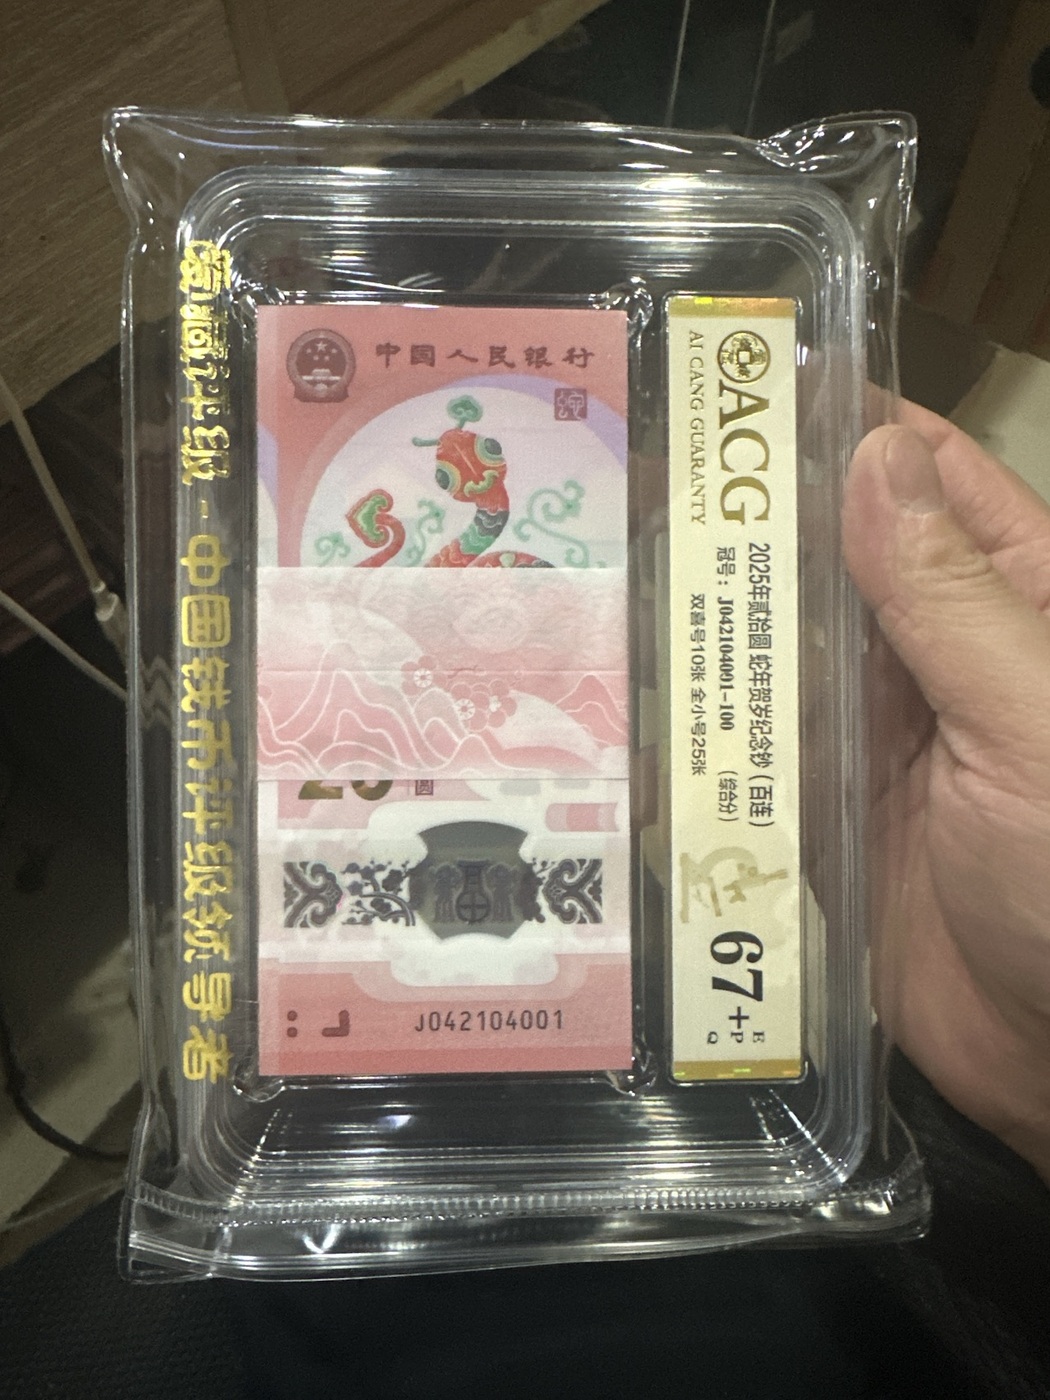 爱藏评级 - 中国钱币评级领导者
中国人民银行
圆
J042104001
ACG
AI CANG GUARANTY
2025年贰拾圆 蛇年贺岁纪念钞（百连）
冠号：J042104001-100 （综合分）
双喜号10张 全小号25张
67+
E
P
Q